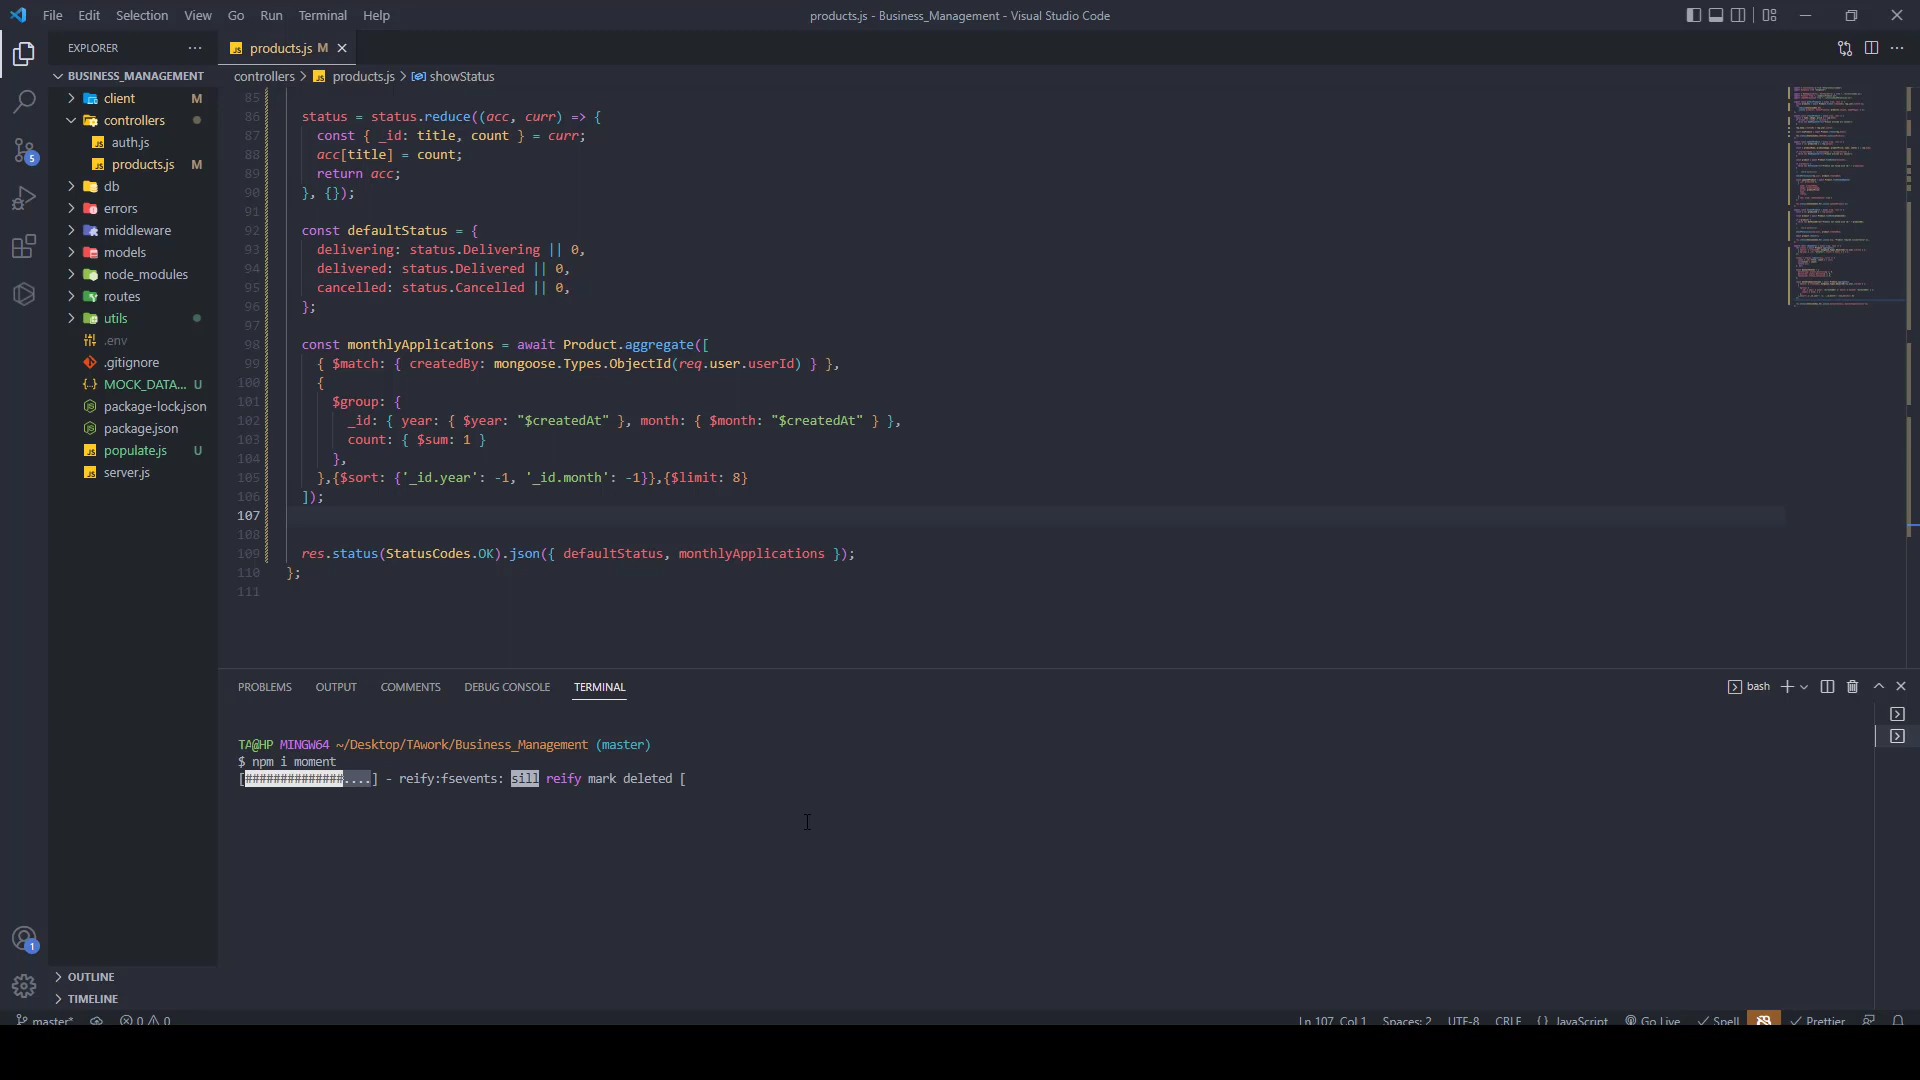 File Edit Selection View Go Run Terminal Help
products.js - Business_Management - Visual Studio Code
EXPLORER
products.js M
BUSINESS_MANAGEMENT
client M
controllers
auth.js
products.js M
db
errors
middleware
models
node_modules
routes
utils
.env
.gitignore
MOCK_DATA... U
package-lock.json
package.json
populate.js U
server.js
OUTLINE
TIMELINE
5
1
controllers > products.js > showStatus
85
86 status = status.reduce((acc, curr) => {
87 const { _id: title, count } = curr;
88 acc[title] = count;
89 return acc;
90 }, {});
91
92 const defaultStatus = {
93 delivering: status.Delivering || 0,
94 delivered: status.Delivered || 0,
95 cancelled: status.Cancelled || 0,
96 };
97
98 const monthlyApplications = await Product.aggregate([
99 { $match: { createdBy: mongoose.Types.ObjectId(req.user.userId) } },
100 {
101 $group: {
102 _id: { year: { $year: "$createdAt" }, month: { $month: "$createdAt" } },
103 count: { $sum: 1 }
104 },
105 },{$sort: {'_id.year': -1, '_id.month': -1}},{$limit: 8}
106 ]);
107
108
109 res.status(StatusCodes.OK).json({ defaultStatus, monthlyApplications });
110 };
111
PROBLEMS OUTPUT COMMENTS DEBUG CONSOLE TERMINAL
bash
TA@HP MINGW64 ~/Desktop/TAwork/Business_Management (master)
$ npm i moment
[##############....] - reify:fsevents: sill reify mark deleted [
master* 0 0
Ln 107, Col 1 Spaces: 2 UTF-8 CRLF {} JavaScript Go Live Spell Prettier